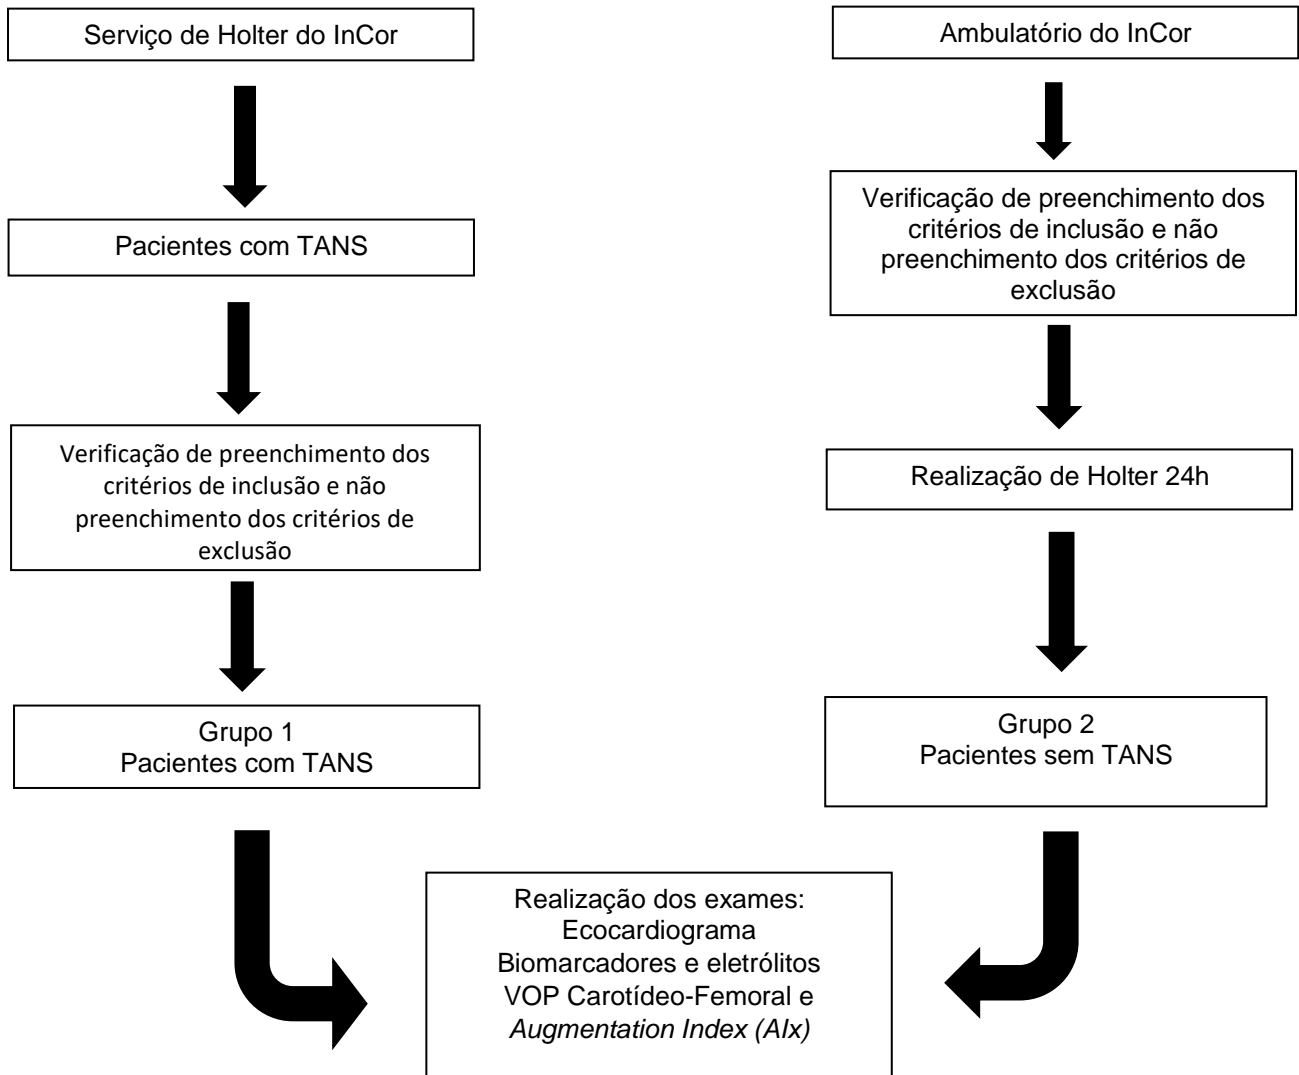 Serviço de Holter do InCor
Pacientes com TANS
Verificação de preenchimento dos
critérios de inclusão e não
preenchimento dos critérios de
exclusão
Grupo 1
Pacientes com TANS
Ambulatório do InCor
Verificação de preenchimento dos
critérios de inclusão e não
preenchimento dos critérios de
exclusão
Realização de Holter 24h
Grupo 2
Pacientes sem TANS
Realização dos exames:
Ecocardiograma
Biomarcadores e eletrólitos
VOP Carotídeo-Femoral e
Augmentation Index (AIx)